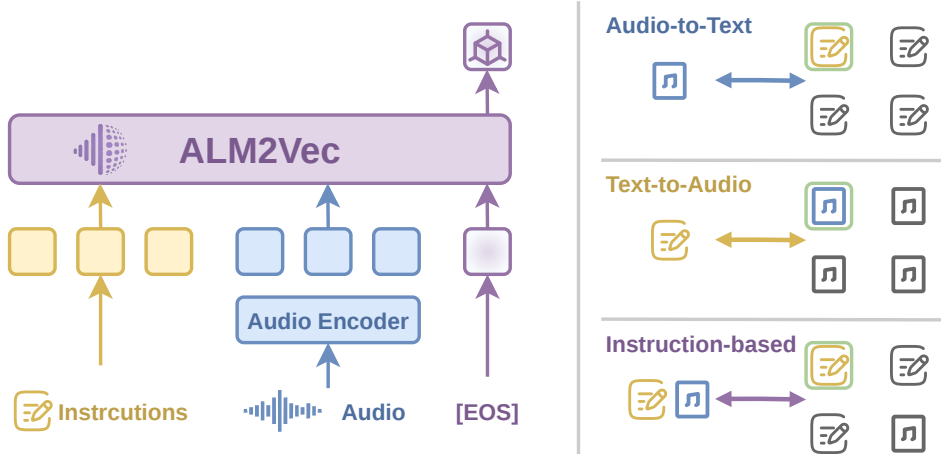 ALM2Vec
Audio Encoder
Instrcutions
Audio
[EOS]
Audio-to-Text
Text-to-Audio
Instruction-based